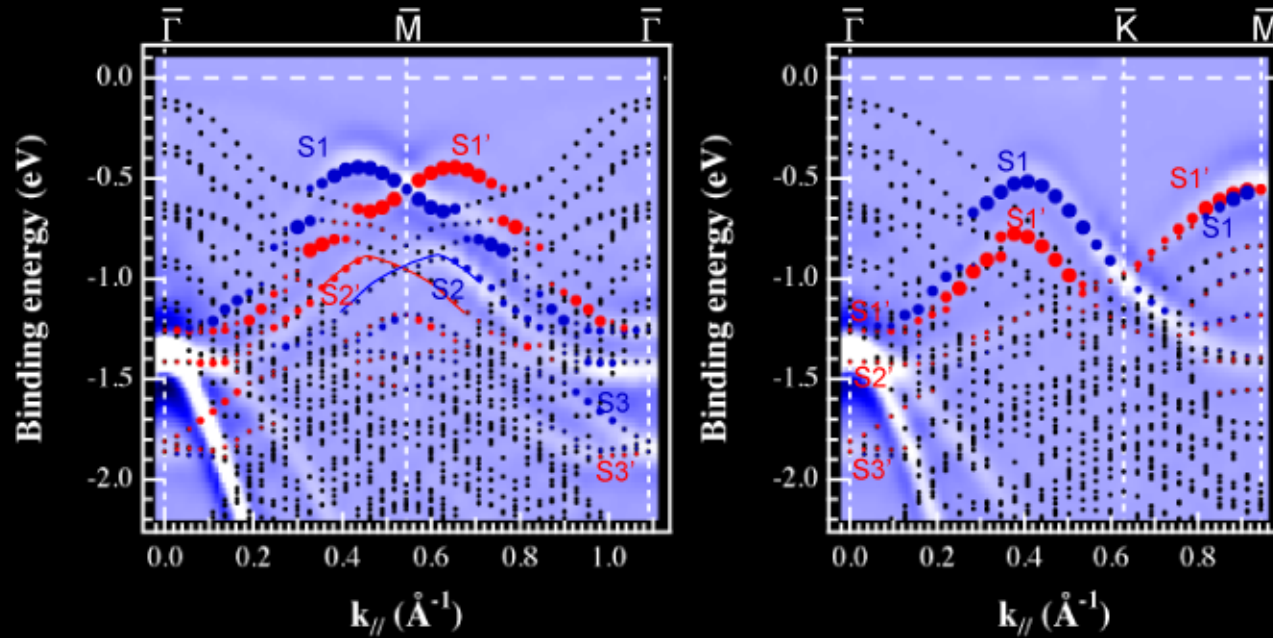 Γ̅ M̅ Γ̅
Binding energy (eV)
0.0
-0.5
-1.0
-1.5
-2.0
S1
S1’
S2’
S2
S3
S3’
0.0 0.2 0.4 0.6 0.8 1.0
k// (Å-1)
Γ̅ K̅ M̅
Binding energy (eV)
0.0
-0.5
-1.0
-1.5
-2.0
S1
S1’
S1’
S1
S1’
S2’
S3’
0.0 0.2 0.4 0.6 0.8
k// (Å-1)